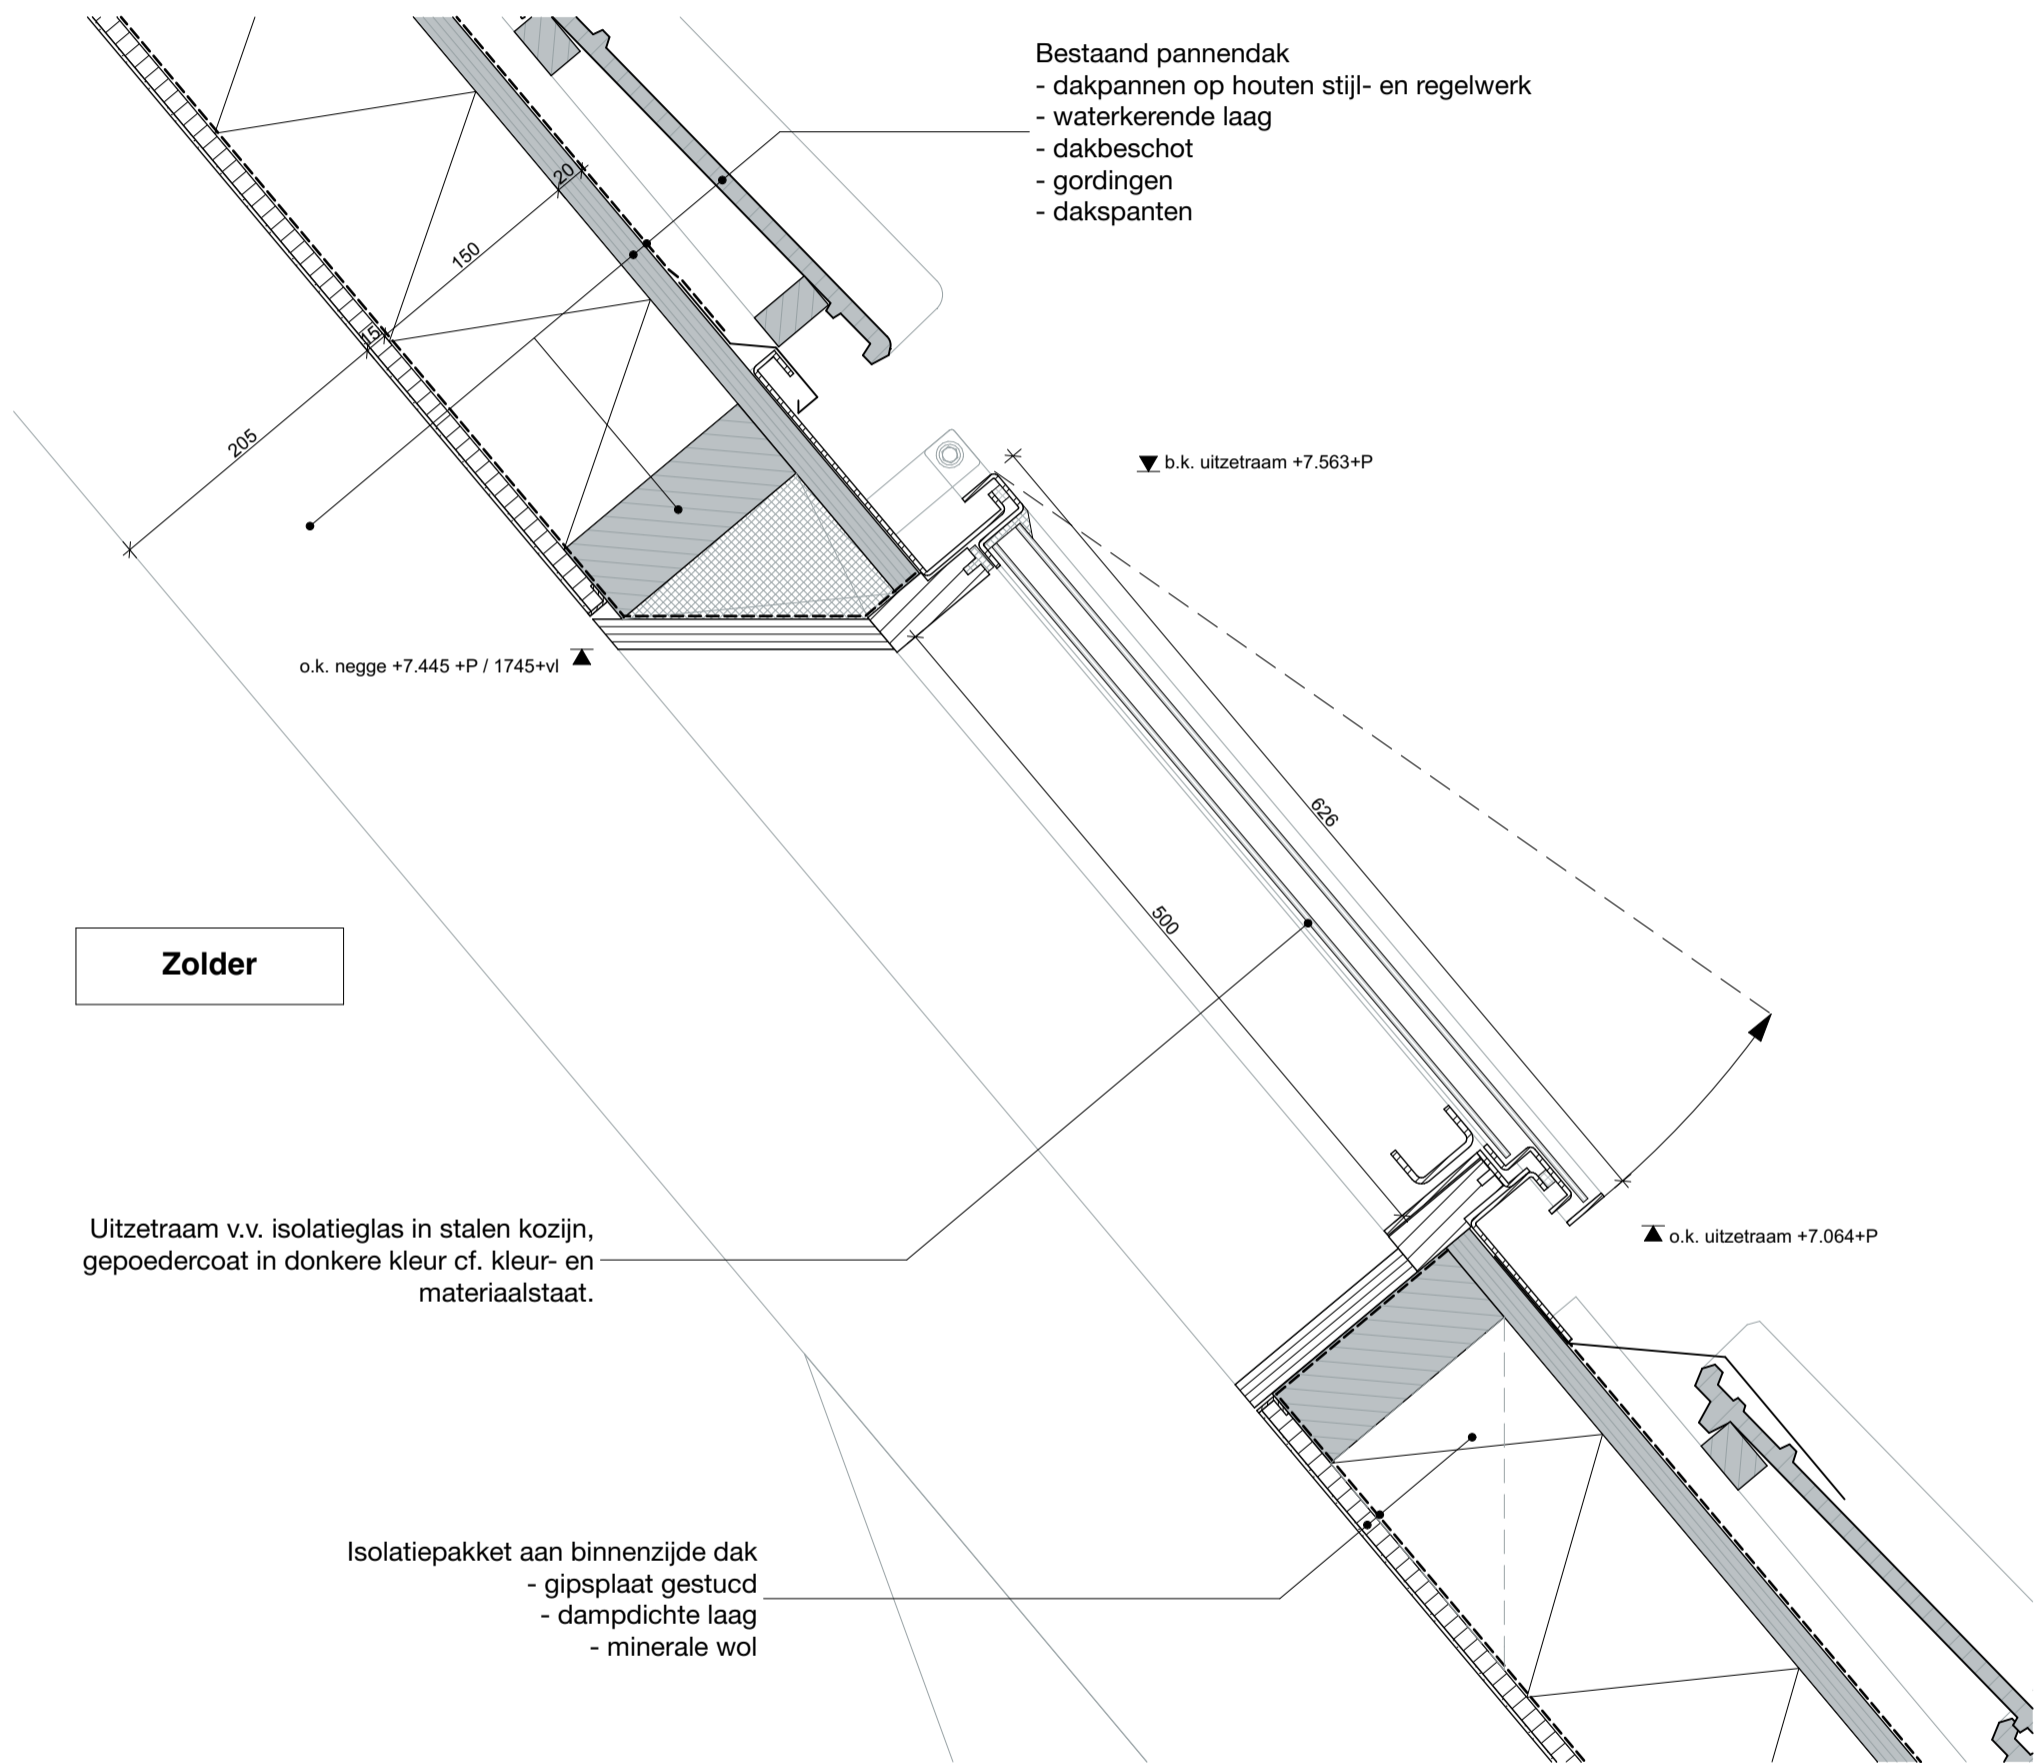 Bestaand pannendak
- dakpannen op houten stijl- en regelwerk
- waterkerende laag
- dakbeschot
- gordingen
- dakspanten
20
150
15
205
b.k. uitzetraam +7.563+P
o.k. negge +7.445 +P / 1745+vl
626
500
Zolder
Uitzetraam v.v. isolatieglas in stalen kozijn,
gepoedercoat in donkere kleur cf. kleur- en
materiaalstaat.
o.k. uitzetraam +7.064+P
Isolatiepakket aan binnenzijde dak
- gipsplaat gestucd
- dampdichte laag
- minerale wol